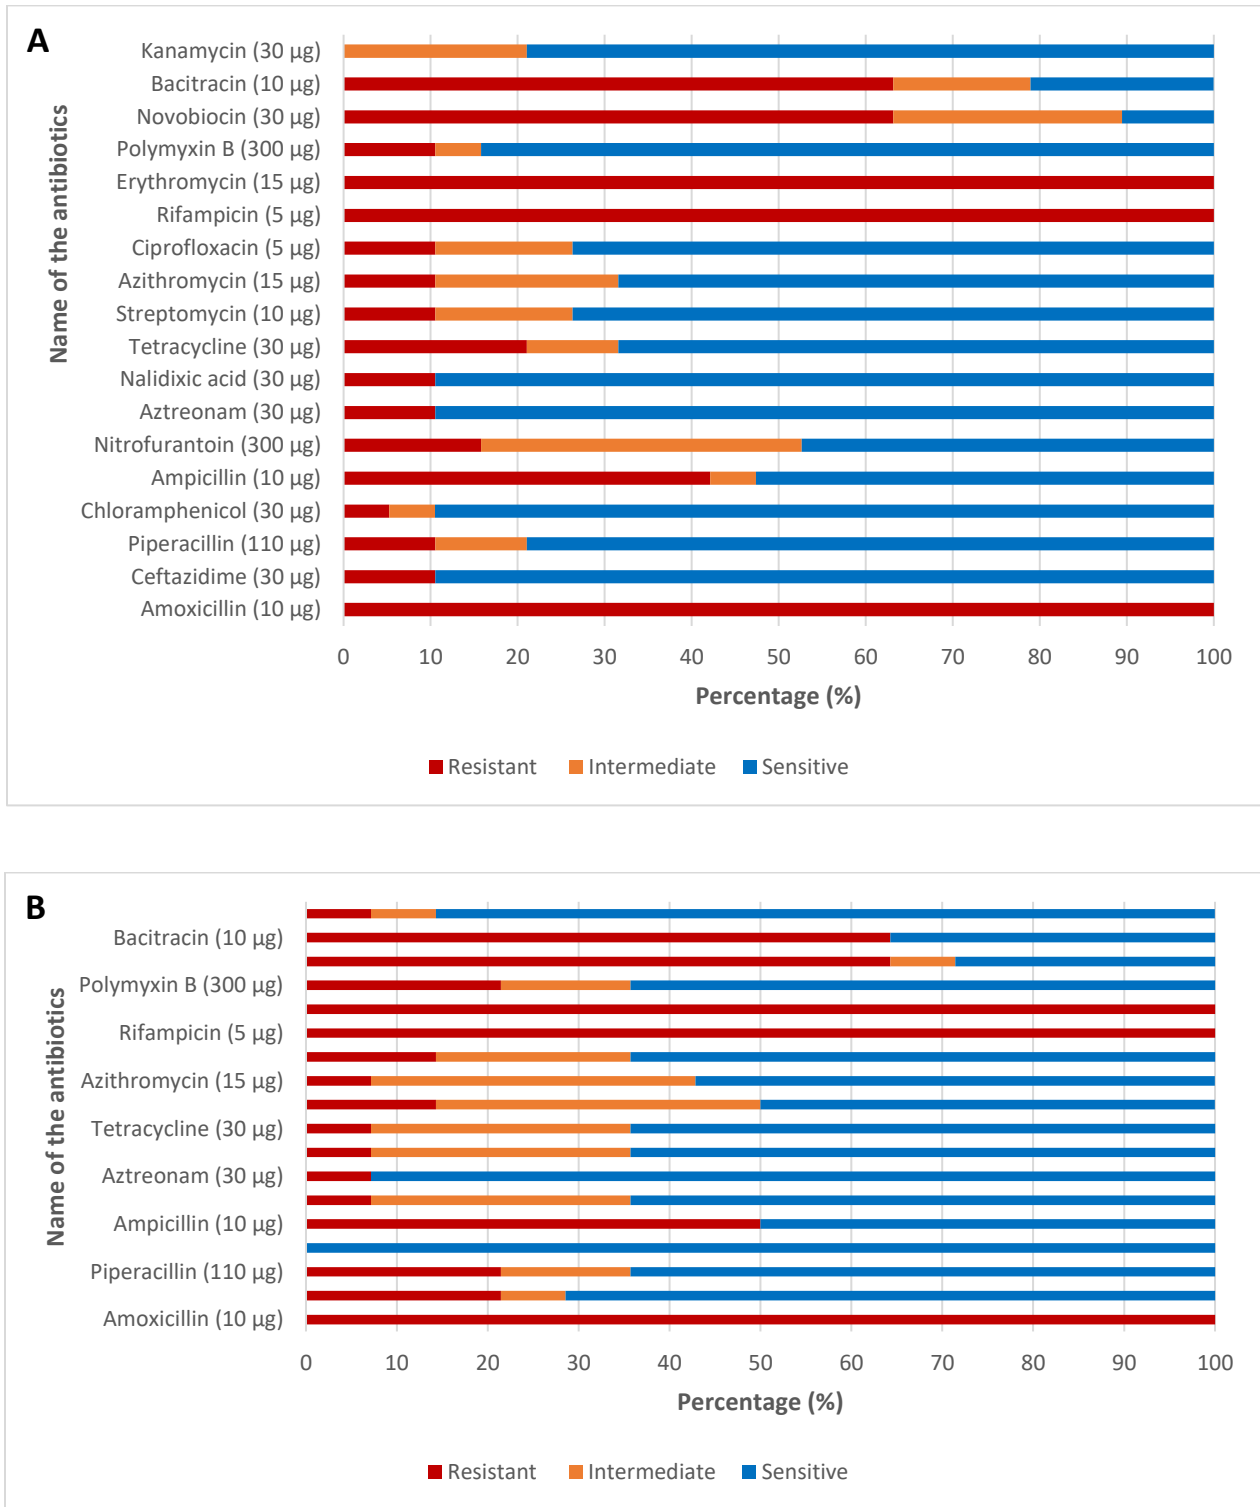 A
Name of the antibiotics
Kanamycin (30 µg)
Bacitracin (10 µg)
Novobiocin (30 µg)
Polymyxin B (300 µg)
Erythromycin (15 µg)
Rifampicin (5 µg)
Ciprofloxacin (5 µg)
Azithromycin (15 µg)
Streptomycin (10 µg)
Tetracycline (30 µg)
Nalidixic acid (30 µg)
Aztreonam (30 µg)
Nitrofurantoin (300 µg)
Ampicillin (10 µg)
Chloramphenicol (30 µg)
Piperacillin (110 µg)
Ceftazidime (30 µg)
Amoxicillin (10 µg)
0 10 20 30 40 50 60 70 80 90 100
Percentage (%)
Resistant Intermediate Sensitive
B
Name of the antibiotics
Bacitracin (10 µg)
Polymyxin B (300 µg)
Rifampicin (5 µg)
Azithromycin (15 µg)
Tetracycline (30 µg)
Aztreonam (30 µg)
Ampicillin (10 µg)
Piperacillin (110 µg)
Amoxicillin (10 µg)
0 10 20 30 40 50 60 70 80 90 100
Percentage (%)
Resistant Intermediate Sensitive